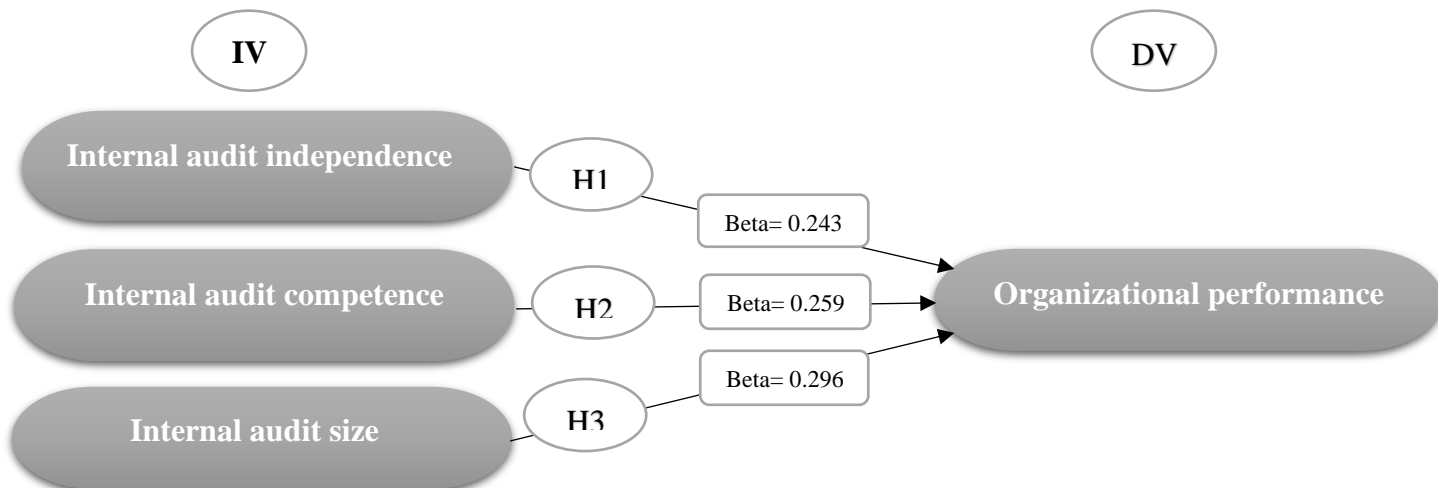 IV
DV
Internal audit independence
H1
Beta= 0.243
Internal audit competence
H2
Beta= 0.259
Organizational performance
Internal audit size
H3
Beta= 0.296